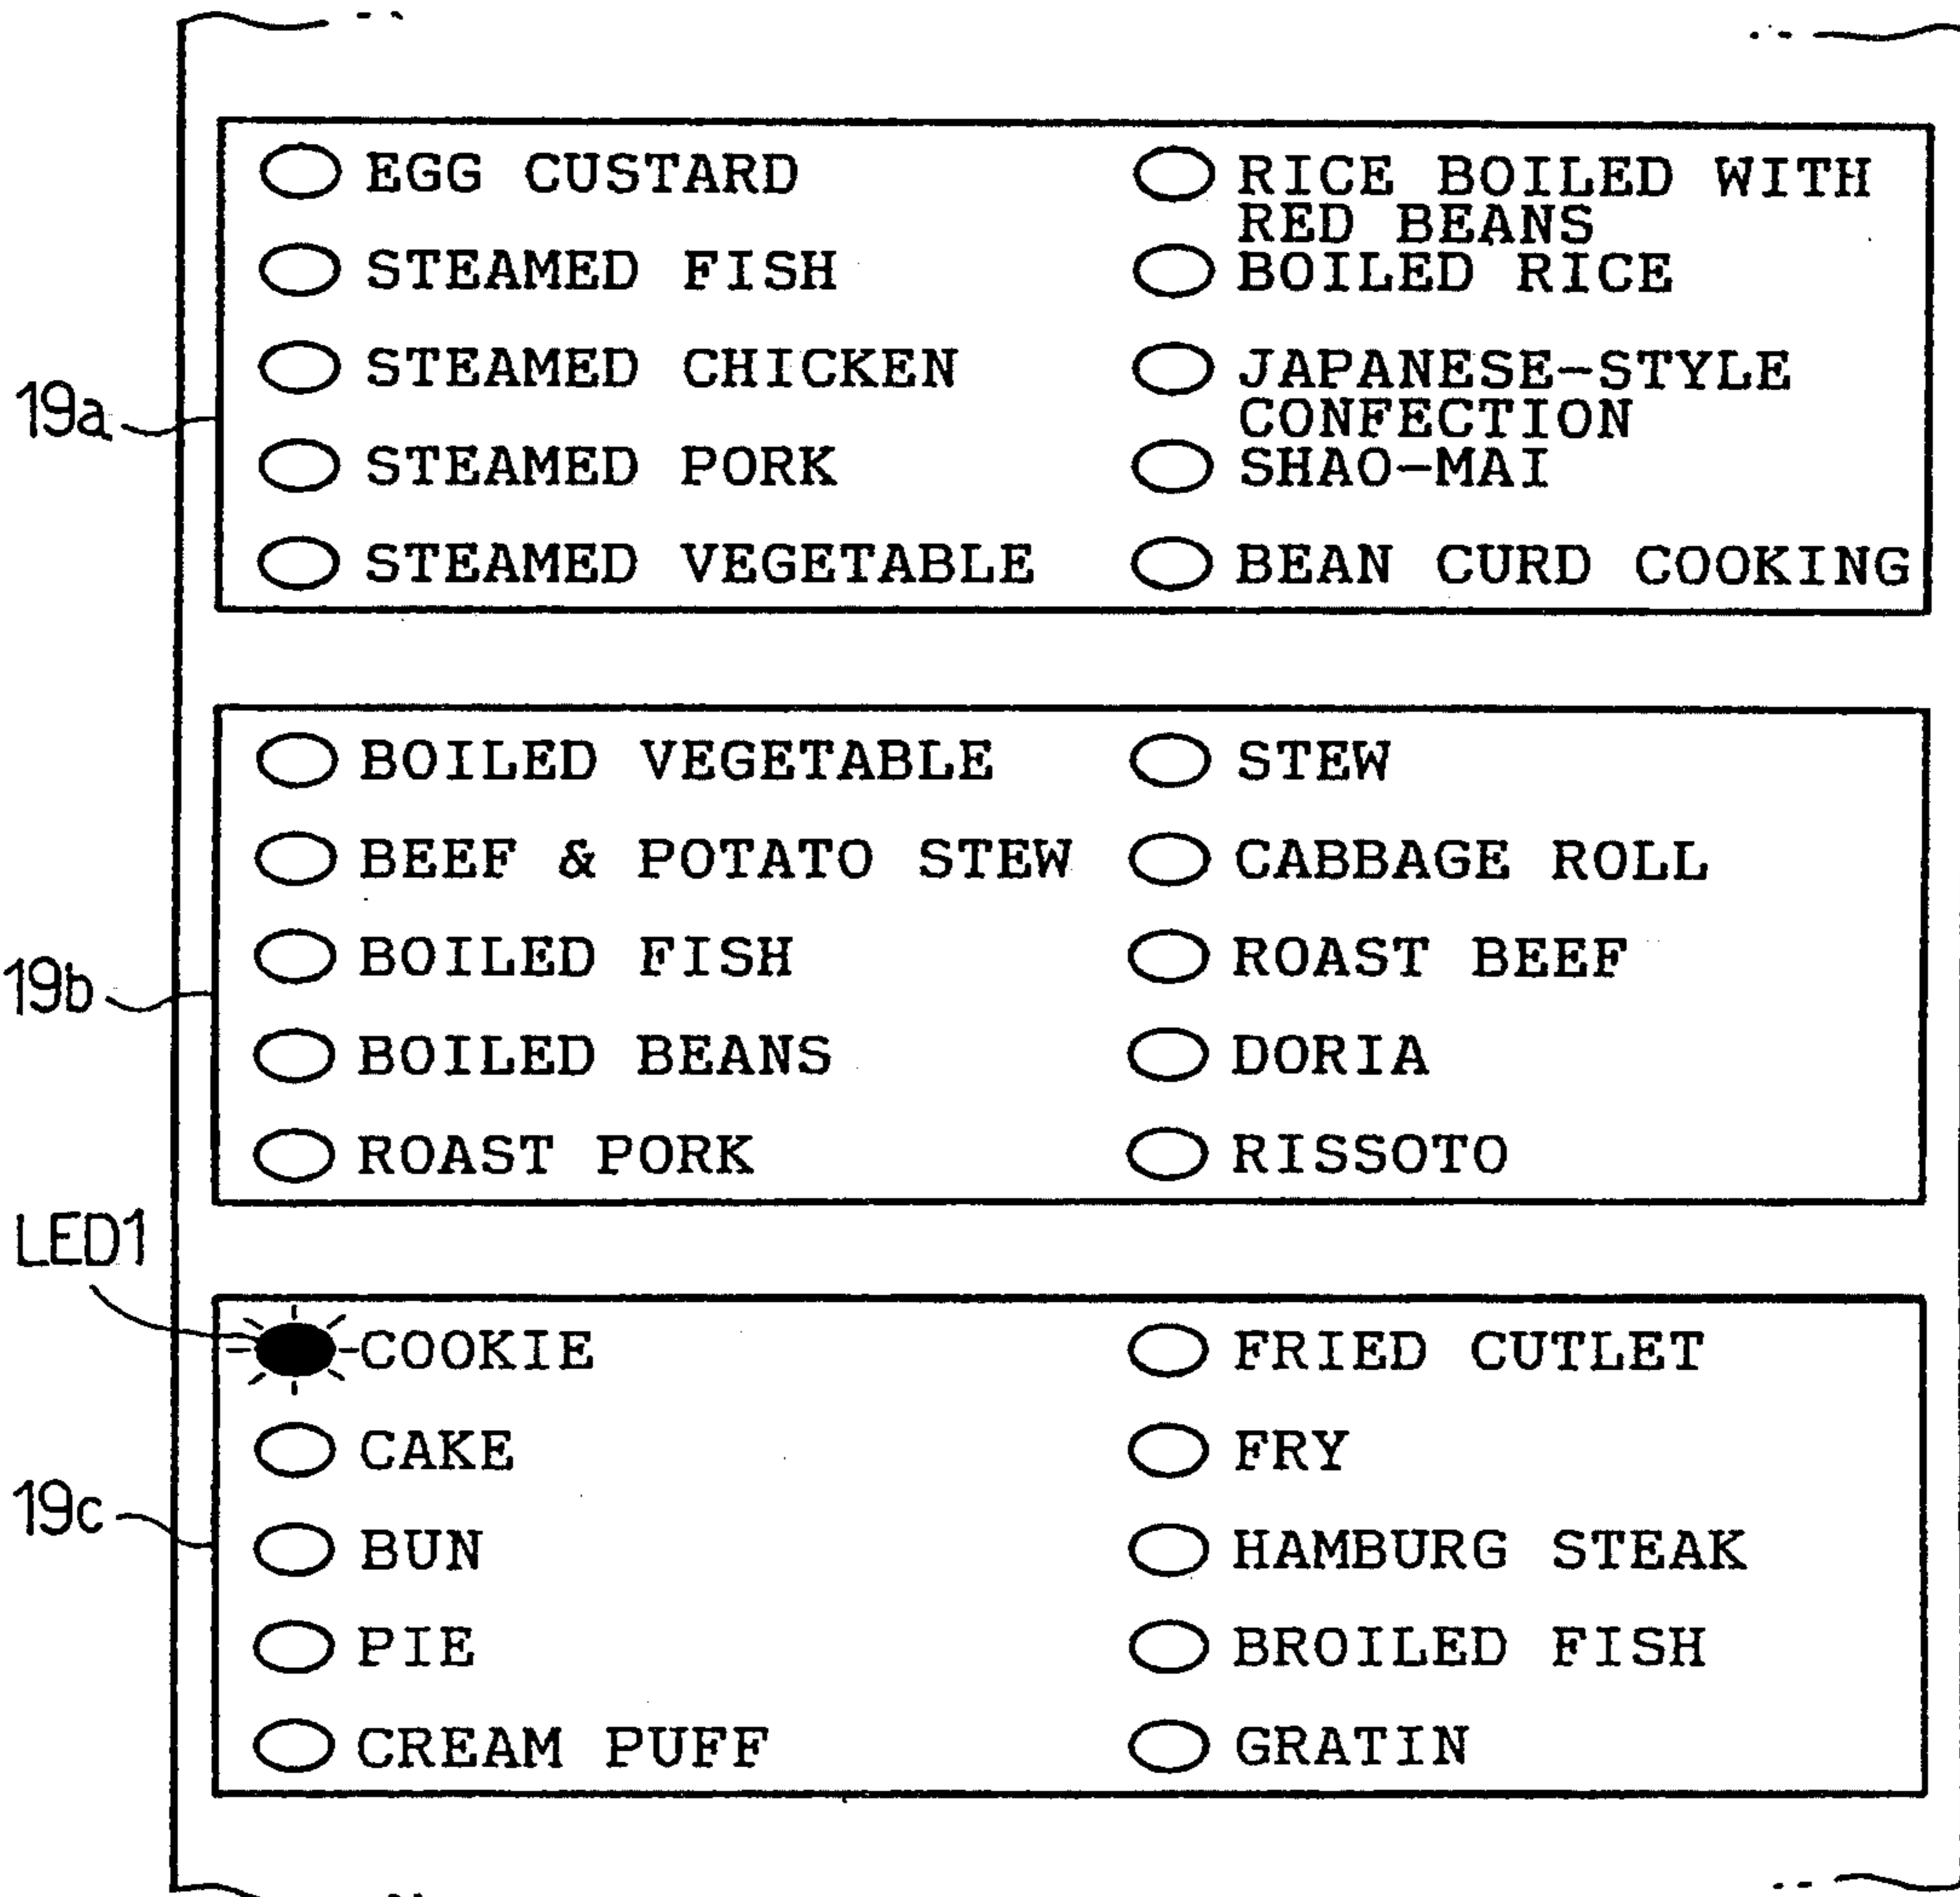 EGG CUSTARD
STEAMED FISH
STEAMED CHICKEN
STEAMED PORK
STEAMED VEGETABLE
RICE BOILED WITH
RED BEANS
BOILED RICE
JAPANESE-STYLE
CONFECTION
SHAO-MAI
BEAN CURD COOKING
19a
BOILED VEGETABLE
BEEF & POTATO STEW
BOILED FISH
BOILED BEANS
ROAST PORK
STEW
CABBAGE ROLL
ROAST BEEF
DORIA
RISSOTO
19b
LED1
COOKIE
CAKE
BUN
PIE
CREAM PUFF
FRIED CUTLET
FRY
HAMBURG STEAK
BROILED FISH
GRATIN
19c